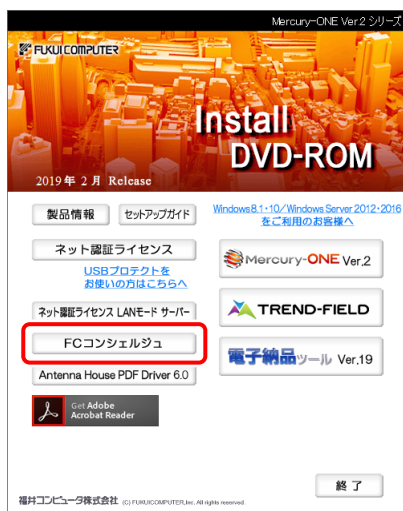 Mercury-ONE Ver.2 シリーズ
FUKUI COMPUTER
Install
DVD-ROM
2019 年 2 月 Release
製品情報
セットアップガイド
Windows8.1・10／Windows Server 2012・2016
をご利用のお客様へ
ネット認証ライセンス
USBプロテクトを
お使いの方はこちらへ
Mercury-ONE Ver.2
ネット認証ライセンス LANモード サーバー
TREND-FIELD
FCコンシェルジュ
電子納品ツール Ver.19
Antenna House PDF Driver 6.0
Get Adobe
Acrobat Reader
終 了
福井コンピュータ株式会社 (C) FUKUICOMPUTER,Inc. All rights reserved.